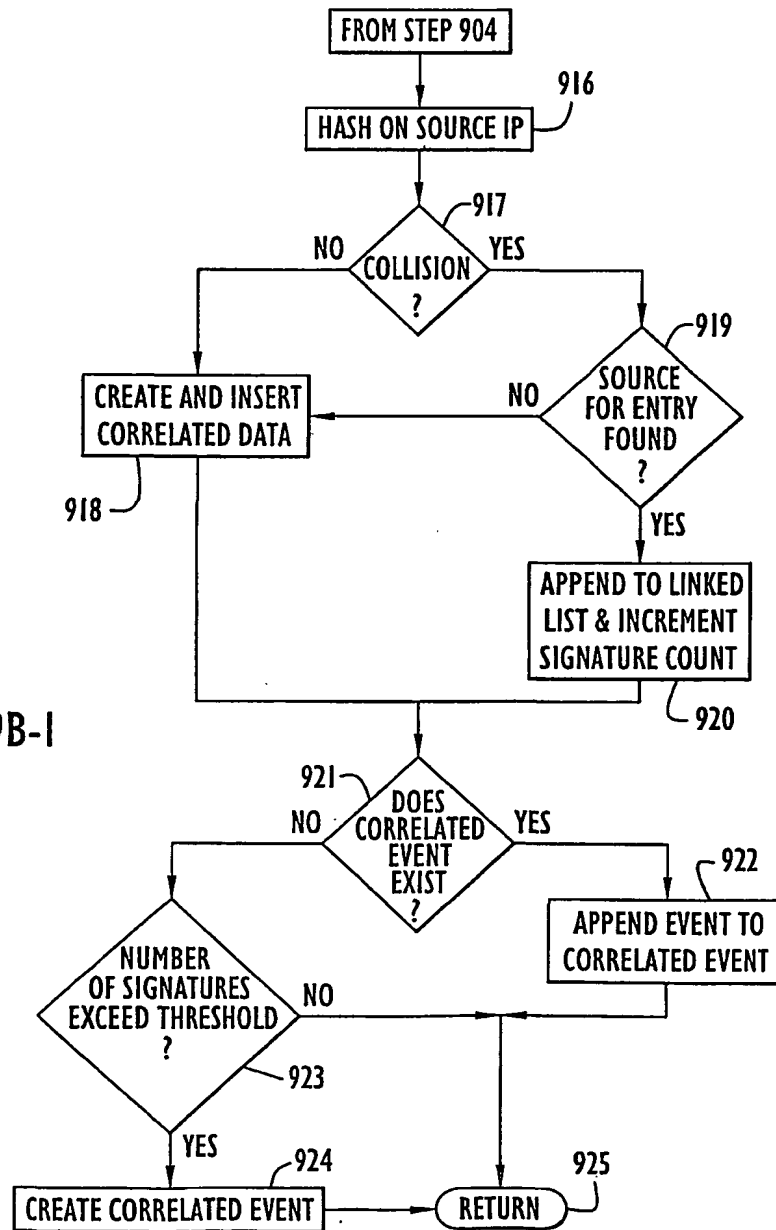 FROM STEP 904
916
HASH ON SOURCE IP
917
NO
YES
COLLISION
?
919
SOURCE
FOR ENTRY
FOUND
?
NO
CREATE AND INSERT
CORRELATED DATA
918
YES
APPEND TO LINKED
LIST & INCREMENT
SIGNATURE COUNT
920
9B-1
921
NO
DOES
CORRELATED
EVENT
EXIST
?
YES
922
APPEND EVENT TO
CORRELATED EVENT
NUMBER
OF SIGNATURES
EXCEED THRESHOLD
?
NO
923
YES
924
CREATE CORRELATED EVENT
RETURN
925